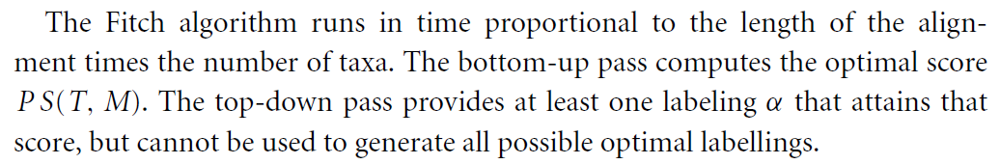 The Fitch algorithm runs in time proportional to the length of the align-
ment times the number of taxa. The bottom-up pass computes the optimal score
PS(T, M). The top-down pass provides at least one labeling α that attains that
score, but cannot be used to generate all possible optimal labellings.